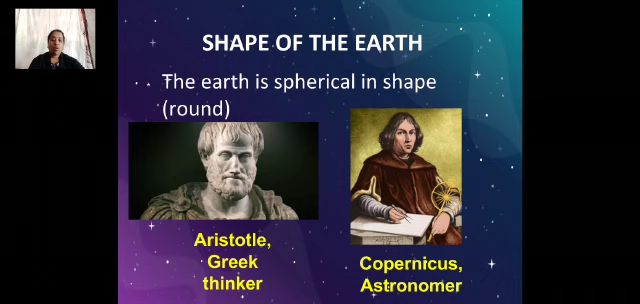 SHAPE OF THE EARTH
The earth is spherical in shape
(round)
Aristotle,
Greek
thinker
Copernicus,
Astronomer